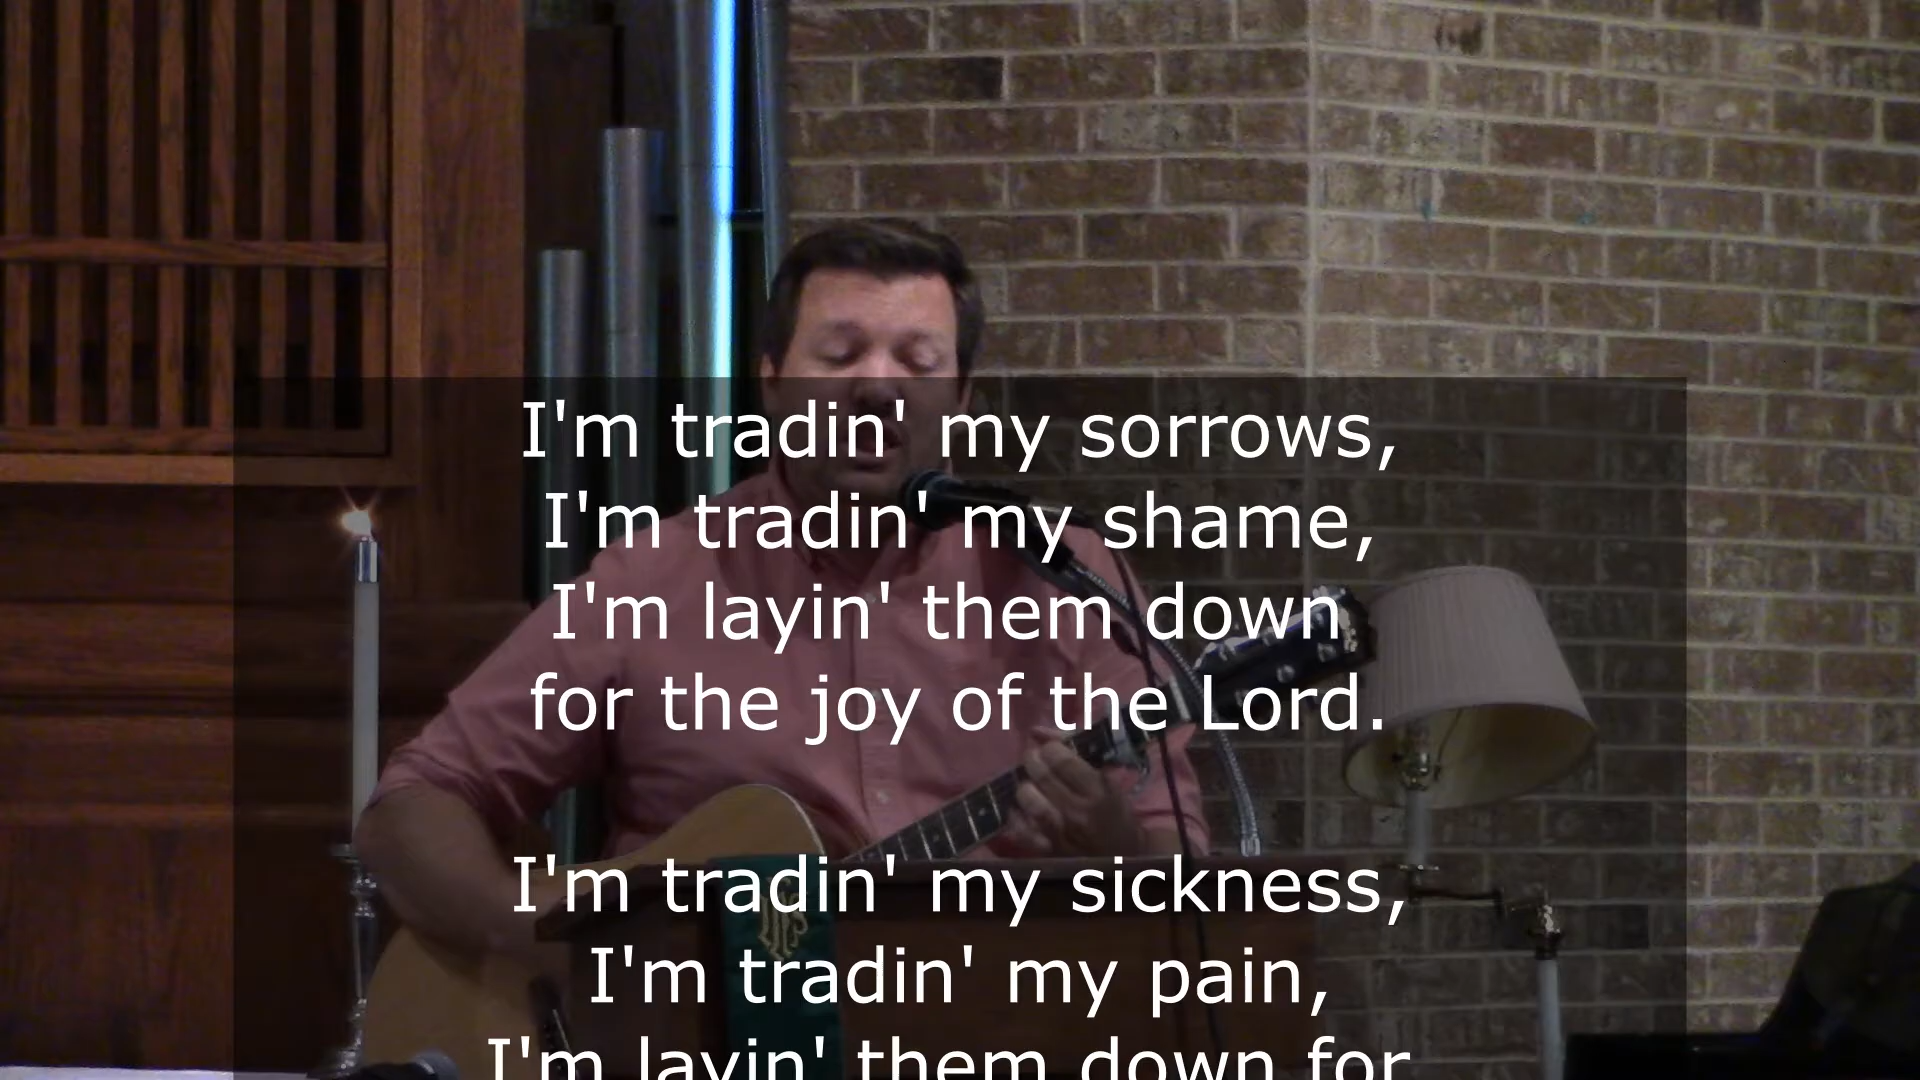 I'm tradin' my sorrows,
I'm tradin' my shame,
I'm layin' them down
for the joy of the Lord.
I'm tradin' my sickness,
I'm tradin' my pain,
I'm layin' them down for
IHS